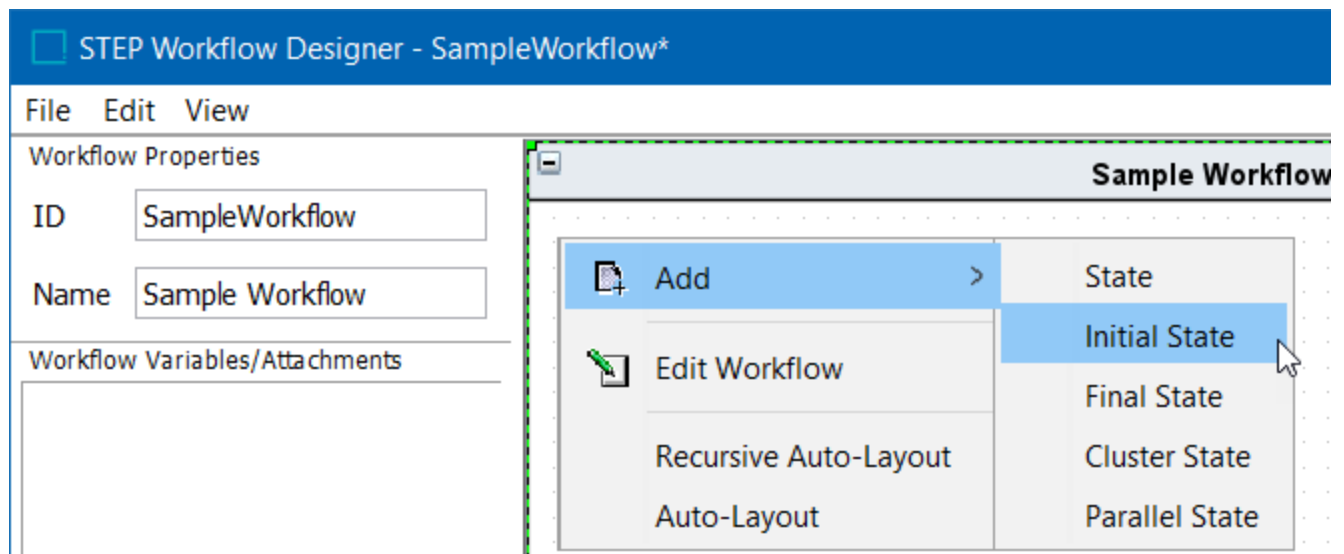 STEP Workflow Designer - SampleWorkflow*
File Edit View
Workflow Properties
ID SampleWorkflow
Name Sample Workflow
Workflow Variables/Attachments
Sample Workflow
Add >
Edit Workflow
Recursive Auto-Layout
Auto-Layout
State
Initial State
Final State
Cluster State
Parallel State